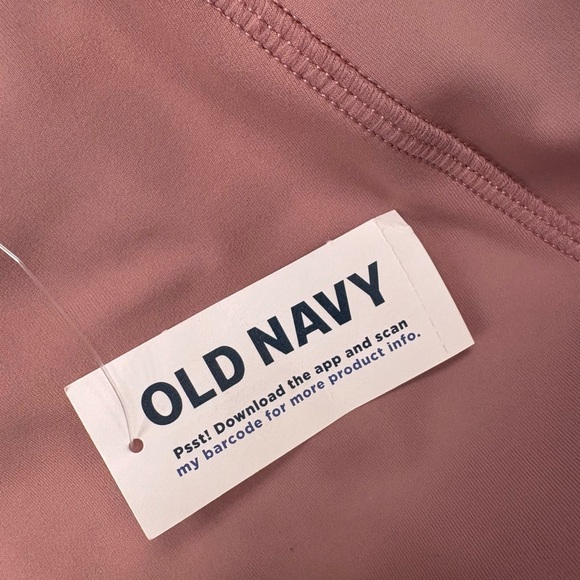 OLD NAVY
Psst! Download the app and scan
my barcode for more product info.